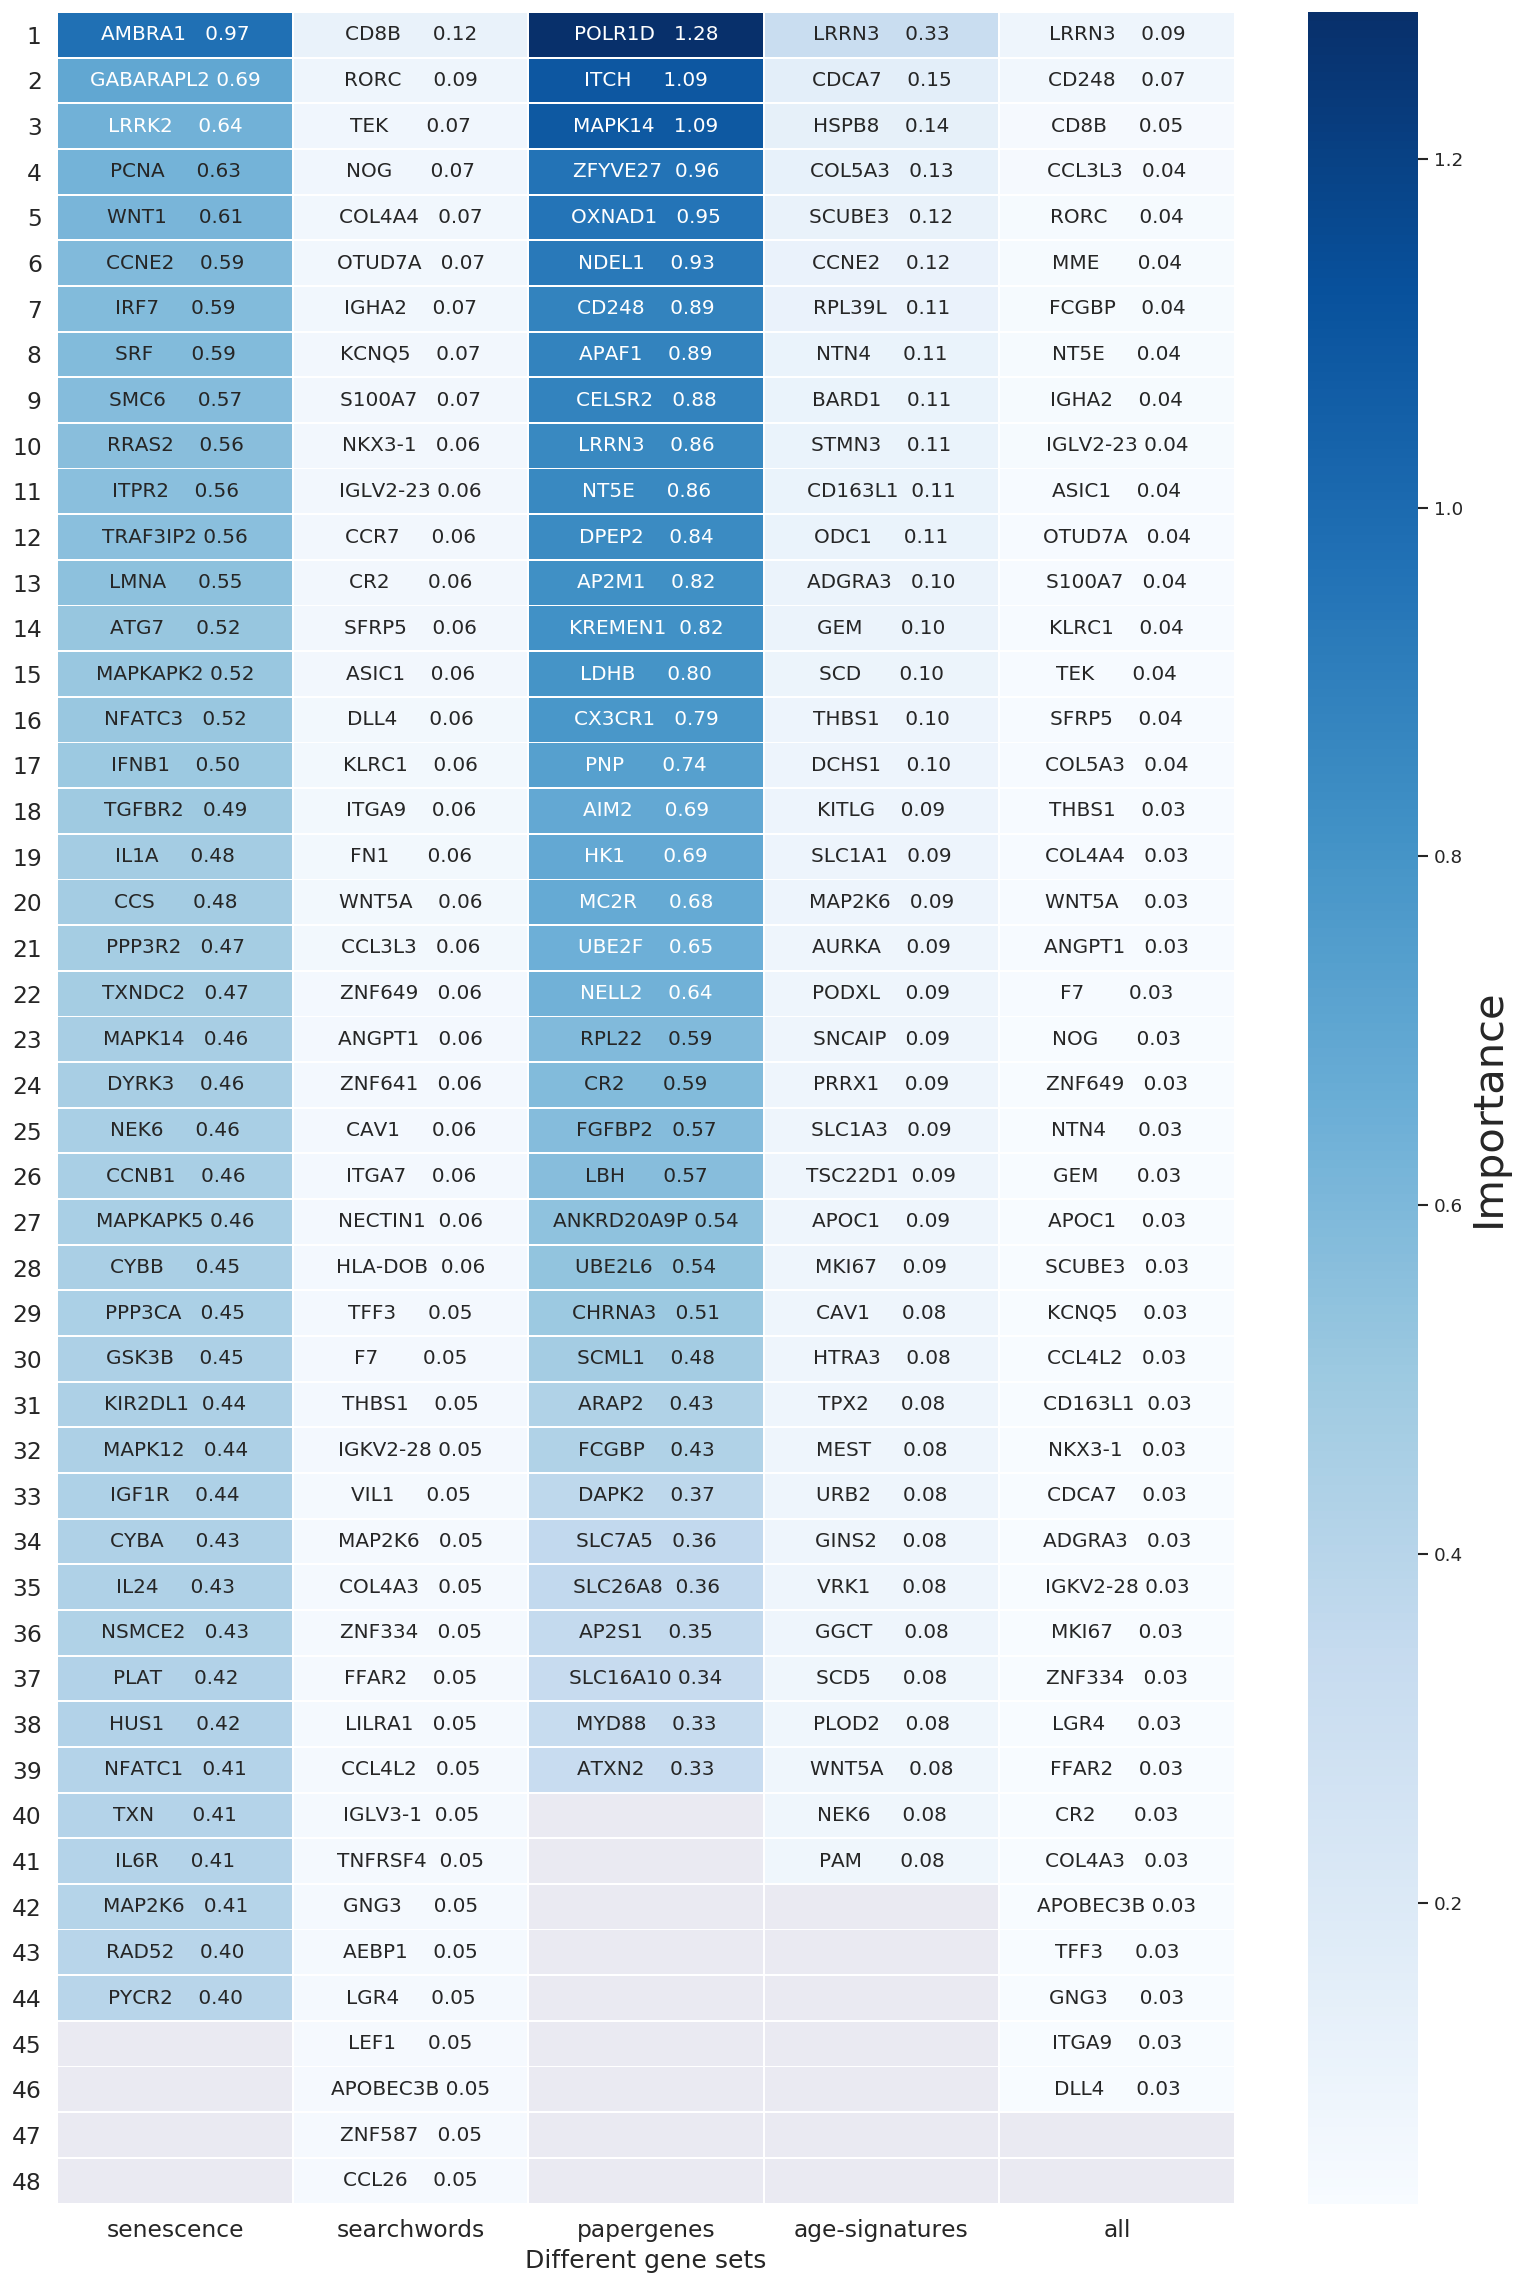 1 AMBRA1 0.97 CD8B 0.12 POLR1D 1.28 LRRN3 0.33 LRRN3 0.09
2 GABARAPL2 0.69 RORC 0.09 ITCH 1.09 CDCA7 0.15 CD248 0.07
3 LRRK2 0.64 TEK 0.07 MAPK14 1.09 HSPB8 0.14 CD8B 0.05
4 PCNA 0.63 NOG 0.07 ZFYVE27 0.96 COL5A3 0.13 CCL3L3 0.04
5 WNT1 0.61 COL4A4 0.07 OXNAD1 0.95 SCUBE3 0.12 RORC 0.04
6 CCNE2 0.59 OTUD7A 0.07 NDEL1 0.93 CCNE2 0.12 MME 0.04
7 IRF7 0.59 IGHA2 0.07 CD248 0.89 RPL39L 0.11 FCGBP 0.04
8 SRF 0.59 KCNQ5 0.07 APAF1 0.89 NTN4 0.11 NT5E 0.04
9 SMC6 0.57 S100A7 0.07 CELSR2 0.88 BARD1 0.11 IGHA2 0.04
10 RRAS2 0.56 NKX3-1 0.06 LRRN3 0.86 STMN3 0.11 IGLV2-23 0.04
11 ITPR2 0.56 IGLV2-23 0.06 NT5E 0.86 CD163L1 0.11 ASIC1 0.04
12 TRAF3IP2 0.56 CCR7 0.06 DPEP2 0.84 ODC1 0.11 OTUD7A 0.04
13 LMNA 0.55 CR2 0.06 AP2M1 0.82 ADGRA3 0.10 S100A7 0.04
14 ATG7 0.52 SFRP5 0.06 KREMEN1 0.82 GEM 0.10 KLRC1 0.04
15 MAPKAPK2 0.52 ASIC1 0.06 LDHB 0.80 SCD 0.10 TEK 0.04
16 NFATC3 0.52 DLL4 0.06 CX3CR1 0.79 THBS1 0.10 SFRP5 0.04
17 IFNB1 0.50 KLRC1 0.06 PNP 0.74 DCHS1 0.10 COL5A3 0.04
18 TGFBR2 0.49 ITGA9 0.06 AIM2 0.69 KITLG 0.09 THBS1 0.03
19 IL1A 0.48 FN1 0.06 HK1 0.69 SLC1A1 0.09 COL4A4 0.03
20 CCS 0.48 WNT5A 0.06 MC2R 0.68 MAP2K6 0.09 WNT5A 0.03
21 PPP3R2 0.47 CCL3L3 0.06 UBE2F 0.65 AURKA 0.09 ANGPT1 0.03
22 TXNDC2 0.47 ZNF649 0.06 NELL2 0.64 PODXL 0.09 F7 0.03
23 MAPK14 0.46 ANGPT1 0.06 RPL22 0.59 SNCAIP 0.09 NOG 0.03
24 DYRK3 0.46 ZNF641 0.06 CR2 0.59 PRRX1 0.09 ZNF649 0.03
25 NEK6 0.46 CAV1 0.06 FGFBP2 0.57 SLC1A3 0.09 NTN4 0.03
26 CCNB1 0.46 ITGA7 0.06 LBH 0.57 TSC22D1 0.09 GEM 0.03
27 MAPKAPK5 0.46 NECTIN1 0.06 ANKRD20A9P 0.54 APOC1 0.09 APOC1 0.03
28 CYBB 0.45 HLA-DOB 0.06 UBE2L6 0.54 MKI67 0.09 SCUBE3 0.03
29 PPP3CA 0.45 TFF3 0.05 CHRNA3 0.51 CAV1 0.08 KCNQ5 0.03
30 GSK3B 0.45 F7 0.05 SCML1 0.48 HTRA3 0.08 CCL4L2 0.03
31 KIR2DL1 0.44 THBS1 0.05 ARAP2 0.43 TPX2 0.08 CD163L1 0.03
32 MAPK12 0.44 IGKV2-28 0.05 FCGBP 0.43 MEST 0.08 NKX3-1 0.03
33 IGF1R 0.44 VIL1 0.05 DAPK2 0.37 URB2 0.08 CDCA7 0.03
34 CYBA 0.43 MAP2K6 0.05 SLC7A5 0.36 GINS2 0.08 ADGRA3 0.03
35 IL24 0.43 COL4A3 0.05 SLC26A8 0.36 VRK1 0.08 IGKV2-28 0.03
36 NSMCE2 0.43 ZNF334 0.05 AP2S1 0.35 GGCT 0.08 MKI67 0.03
37 PLAT 0.42 FFAR2 0.05 SLC16A10 0.34 SCD5 0.08 ZNF334 0.03
38 HUS1 0.42 LILRA1 0.05 MYD88 0.33 PLOD2 0.08 LGR4 0.03
39 NFATC1 0.41 CCL4L2 0.05 ATXN2 0.33 WNT5A 0.08 FFAR2 0.03
40 TXN 0.41 IGLV3-1 0.05 NEK6 0.08 CR2 0.03
41 IL6R 0.41 TNFRSF4 0.05 PAM 0.08 COL4A3 0.03
42 MAP2K6 0.41 GNG3 0.05 APOBEC3B 0.03
43 RAD52 0.40 AEBP1 0.05 TFF3 0.03
44 PYCR2 0.40 LGR4 0.05 GNG3 0.03
45 LEF1 0.05 ITGA9 0.03
46 APOBEC3B 0.05 DLL4 0.03
47 ZNF587 0.05
48 CCL26 0.05
senescence searchwords papergenes age-signatures all
Different gene sets
1.2
1.0
0.8
0.6
0.4
0.2
Importance